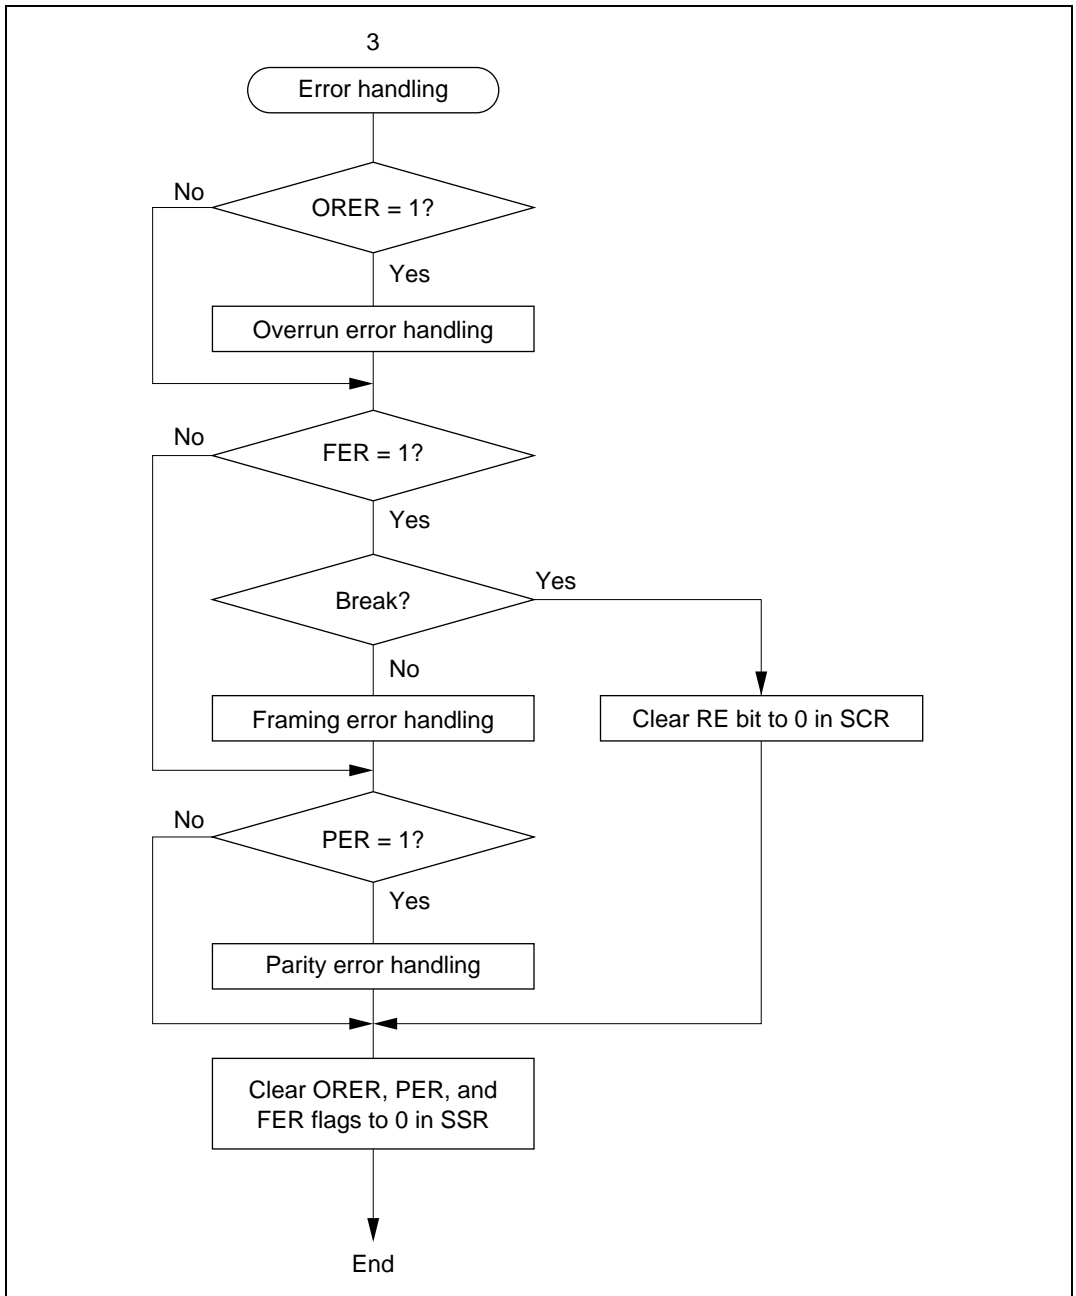 3
Error handling
No
ORER = 1?
Yes
Overrun error handling
No
FER = 1?
Yes
Break?
Yes
No
Framing error handling
Clear RE bit to 0 in SCR
No
PER = 1?
Yes
Parity error handling
Clear ORER, PER, and
FER flags to 0 in SSR
End